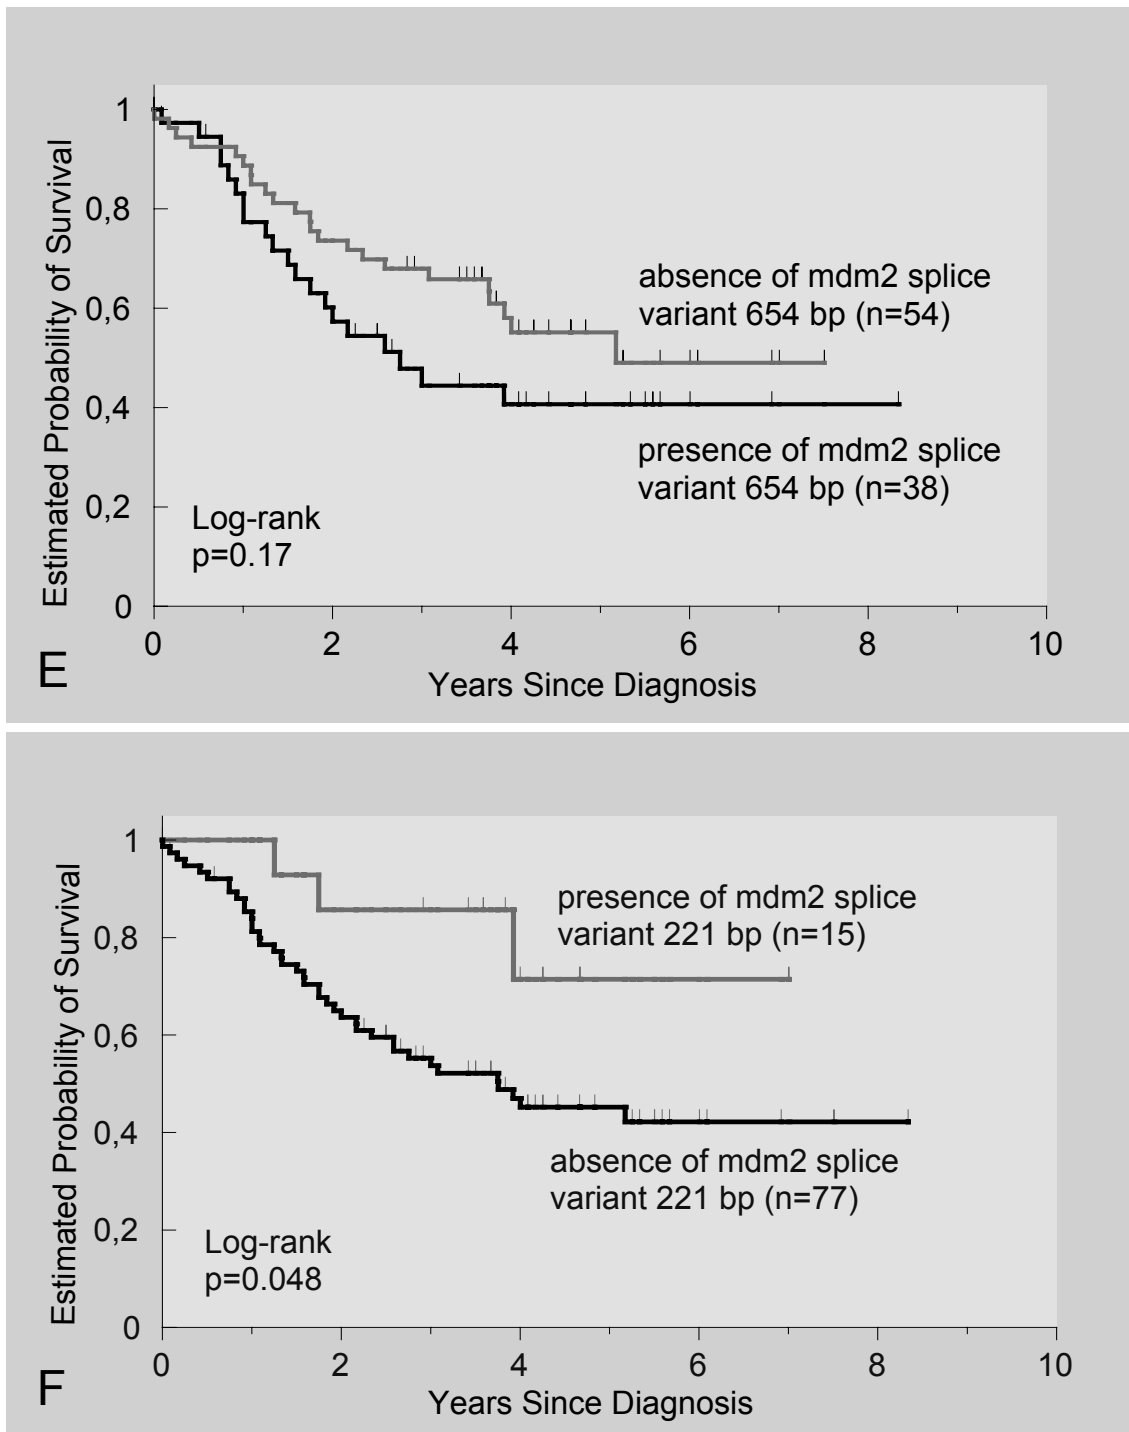 Estimated Probability of Survival
1
0,8
0,6
0,4
0,2
0
absence of mdm2 splice
variant 654 bp (n=54)
presence of mdm2 splice
variant 654 bp (n=38)
Log-rank
p=0.17
0 2 4 6 8 10
Years Since Diagnosis
E
Estimated Probability of Survival
1
0,8
0,6
0,4
0,2
0
presence of mdm2 splice
variant 221 bp (n=15)
absence of mdm2 splice
variant 221 bp (n=77)
Log-rank
p=0.048
0 2 4 6 8 10
Years Since Diagnosis
F